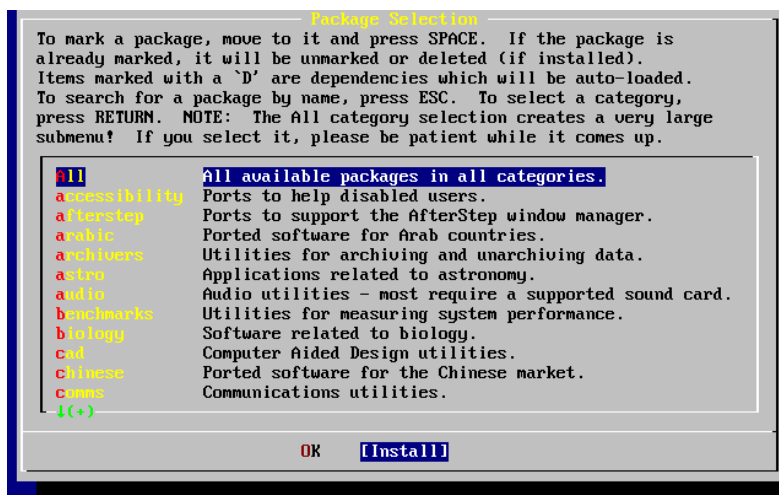 Package Selection
To mark a package, move to it and press SPACE.  If the package is
already marked, it will be unmarked or deleted (if installed).
Items marked with a `D' are dependencies which will be auto-loaded.
To search for a package by name, press ESC.  To select a category,
press RETURN.  NOTE:  The All category selection creates a very large
submenu!  If you select it, please be patient while it comes up.
All All available packages in all categories.
accessibility Ports to help disabled users.
afterstep Ports to support the AfterStep window manager.
arabic Ported software for Arab countries.
archivers Utilities for archiving and unarchiving data.
astro Applications related to astronomy.
audio Audio utilities - most require a supported sound card.
benchmarks Utilities for measuring system performance.
biology Software related to biology.
cad Computer Aided Design utilities.
chinese Ported software for the Chinese market.
comms Communications utilities.
↓(+)
OK [Install]